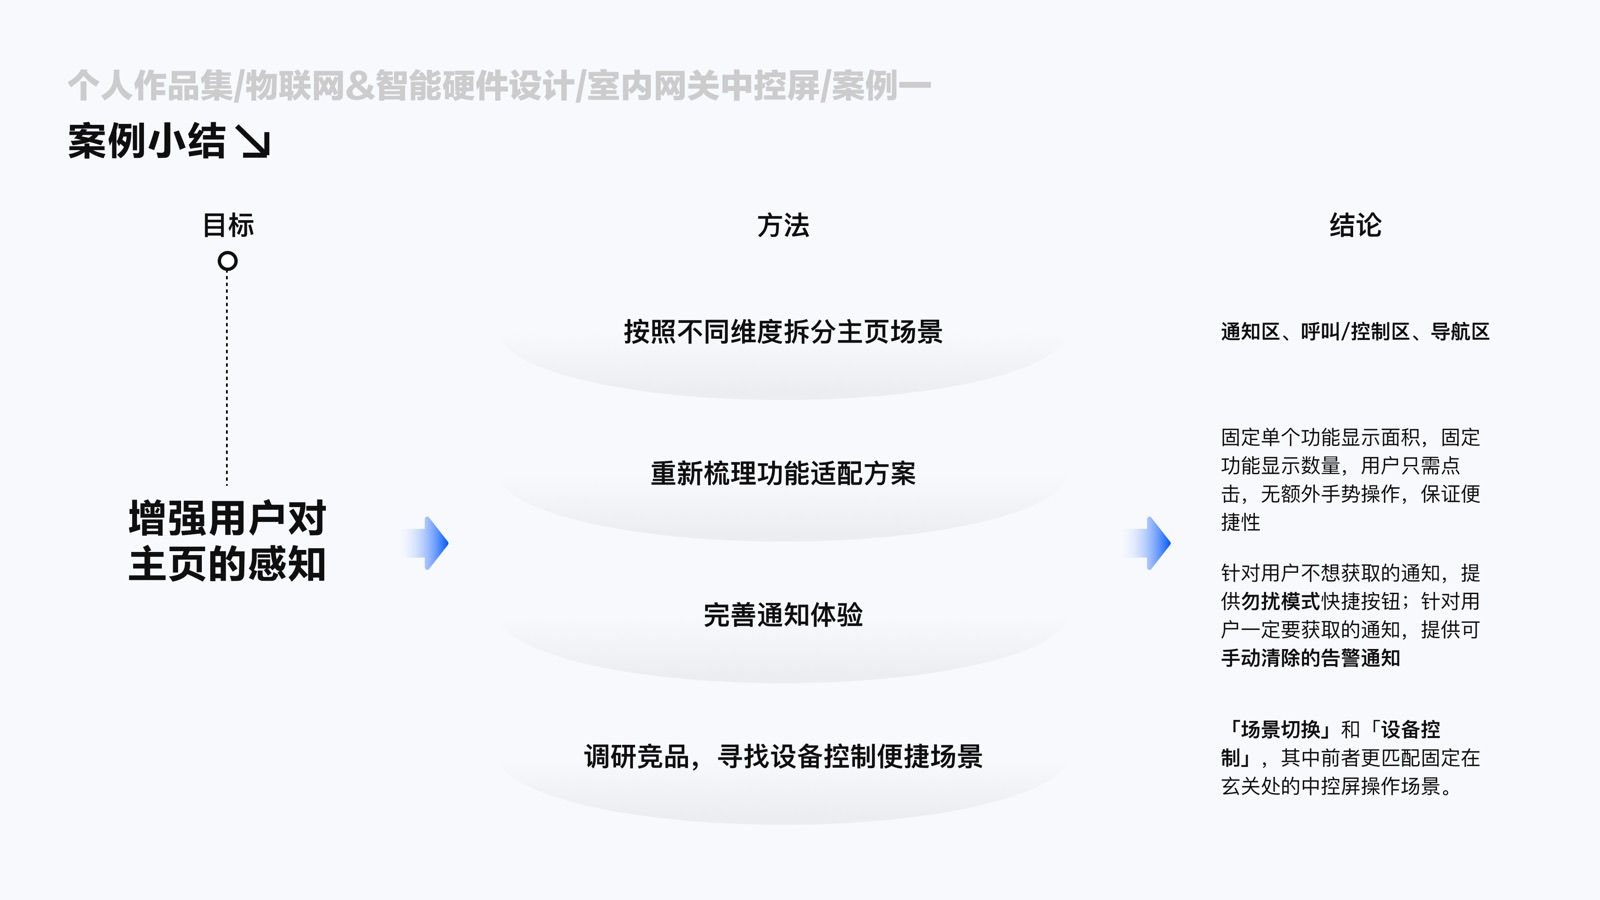 个人作品集/物联网&智能硬件设计/室内网关中控屏/案例一
案例小结
目标
方法
结论
增强用户对
主页的感知
按照不同维度拆分主页场景
通知区、呼叫/控制区、导航区
重新梳理功能适配方案
固定单个功能显示面积，固定
功能显示数量，用户只需点
击，无额外手势操作，保证便
捷性
完善通知体验
针对用户不想获取的通知，提
供勿扰模式快捷按钮；针对用
户一定要获取的通知，提供可
手动清除的告警通知
调研竞品，寻找设备控制便捷场景
「场景切换」和「设备控
制」，其中前者更匹配固定在
玄关处的中控屏操作场景。